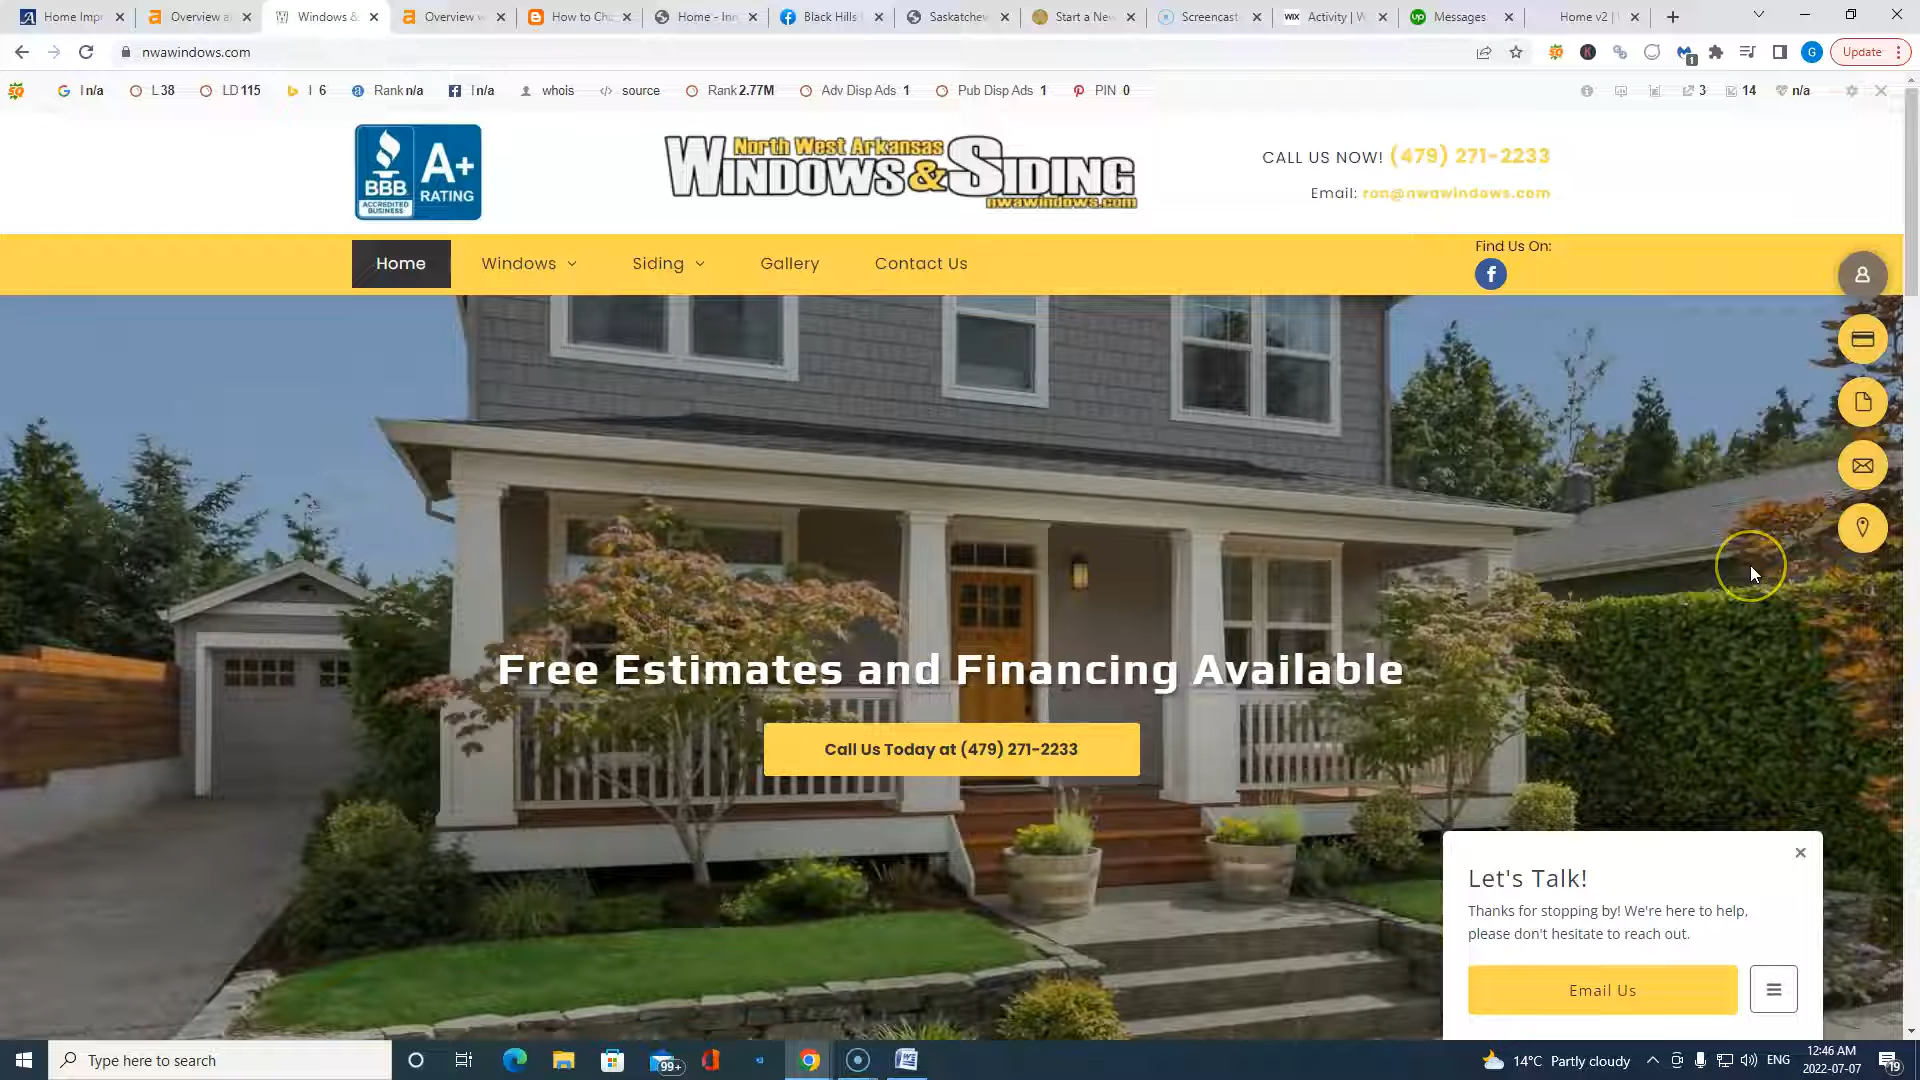 Home Impr
Overview a
Windows &
Overview w
How to Ch
Home - Inn
Black Hills
Saskatchew
Start a New
Screencast
WIX Activity | W
up Messages
Home v2 |
nwawindows.com
G
Update
SQ
G I n/a
L 38
LD 115
I 6
Rank n/a
I n/a
whois
source
Rank 2.77M
Adv Disp Ads 1
Pub Disp Ads 1
PIN 0
3
14
n/a
BBB
ACCREDITED
BUSINESS
A+
RATING
North West Arkansas
WINDOWS & SIDING
nwawindows.com
CALL US NOW! (479) 271-2233
Email: ron@nwawindows.com
Home
Windows
Siding
Gallery
Contact Us
Find Us On:
Free Estimates and Financing Available
Call Us Today at (479) 271-2233
Let's Talk!
Thanks for stopping by! We're here to help,
please don't hesitate to reach out.
Email Us
Type here to search
99+
14°C Partly cloudy
ENG
12:46 AM
2022-07-07
19